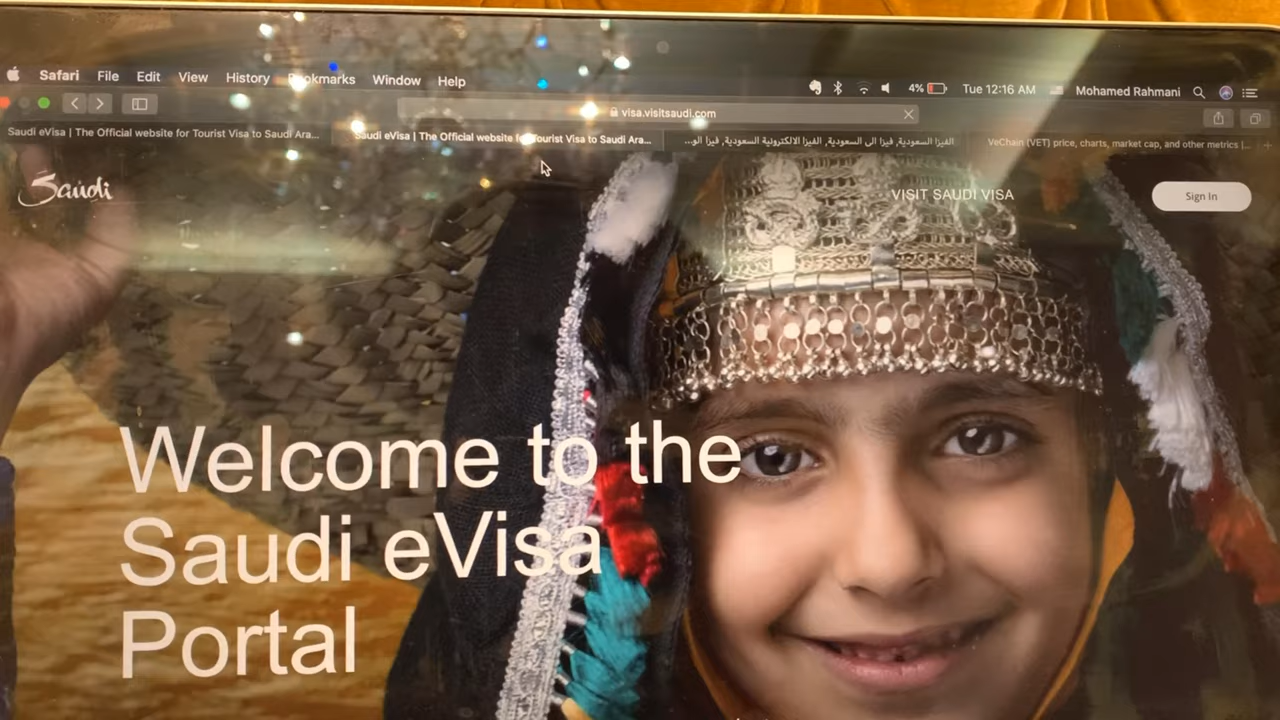 Safari File Edit View History Bookmarks Window Help 4% Tue 12:16 AM Mohamed Rahmani
visa.visitsaudi.com
Saudi eVisa | The Official website for Tourist Visa to Saudi Ara...
Saudi eVisa | The Official website for Tourist Visa to Saudi Ara...
الفيزا السعودية, فيزا الى السعودية, الفيزا الالكترونية السعودية, فيزا الو...
VeChain (VET) price, charts, market cap, and other metrics |...
Saudi
VISIT SAUDI VISA
Sign In
Welcome to the
Saudi eVisa
Portal